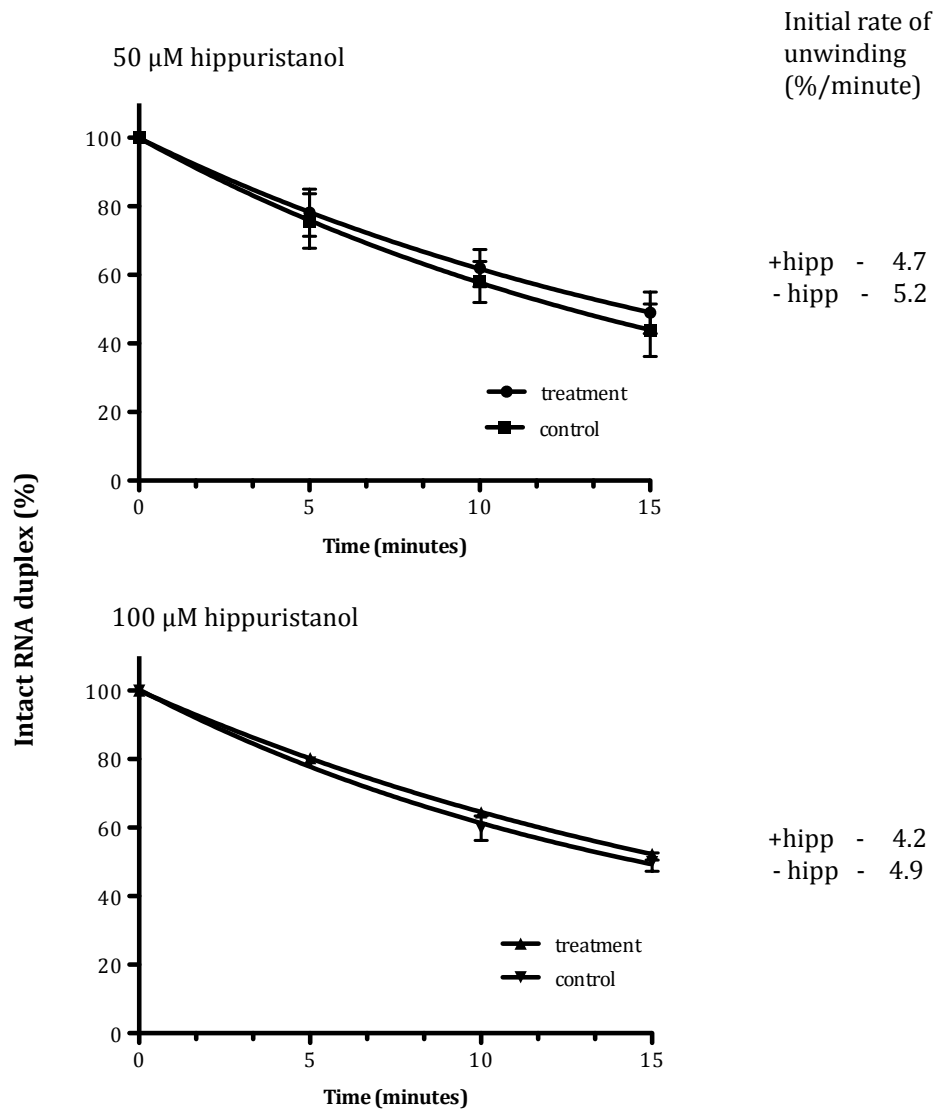 Initial rate of
unwinding
(%/minute)
50 μM hippuristanol
100
80
60
40
20
0
0 5 10 15
Time (minutes)
treatment
control
+hipp - 4.7
- hipp - 5.2
Intact RNA duplex (%)
100 μM hippuristanol
100
80
60
40
20
0
0 5 10 15
Time (minutes)
treatment
control
+hipp - 4.2
- hipp - 4.9